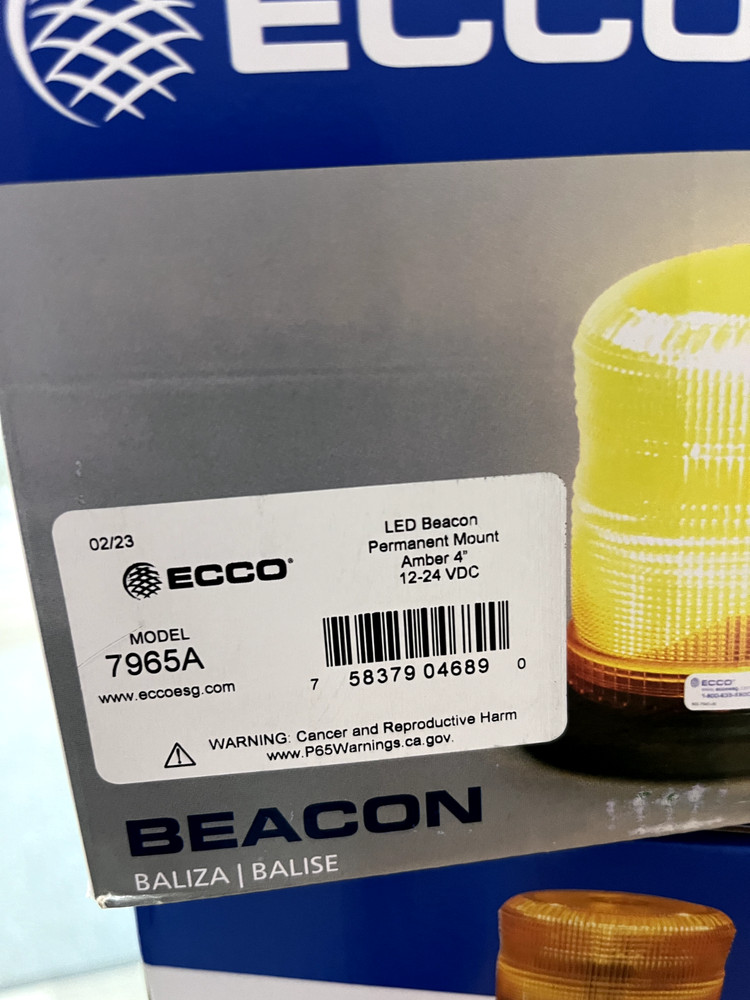 ECCO
02/23
ECCO®
MODEL
7965A
www.eccoesg.com
LED Beacon
Permanent Mount
Amber 4"
12-24 VDC
7 58379 04689 0
WARNING: Cancer and Reproductive Harm
www.P65Warnings.ca.gov.
BEACON
BALIZA | BALISE
ECCO